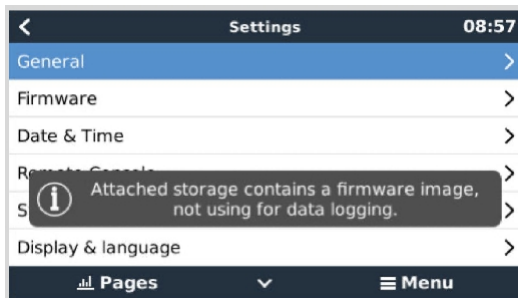 Settings
08:57
General
Firmware
Date & Time
Attached storage contains a firmware image,
not using for data logging.
Display & language
Pages
Menu